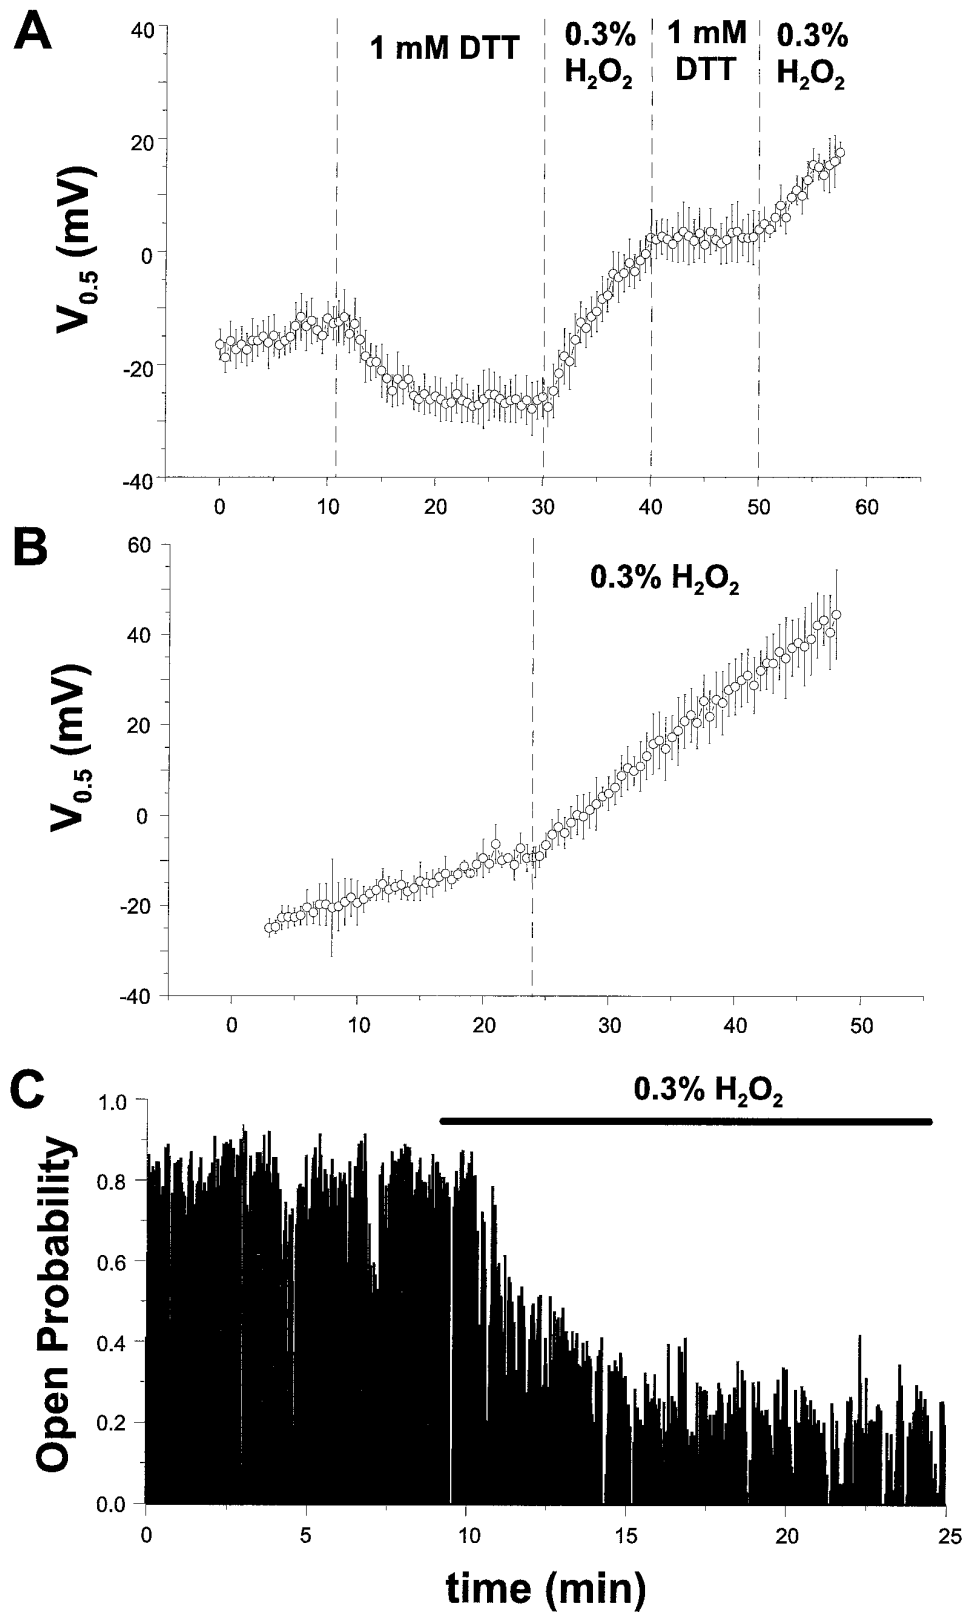 A
1 mM DTT
0.3%
H₂O₂
1 mM
DTT
0.3%
H₂O₂
40
20
0
-20
-40
V₀.₅ (mV)
0 10 20 30 40 50 60
B
0.3% H₂O₂
60
40
20
0
-20
-40
V₀.₅ (mV)
0 10 20 30 40 50
C
0.3% H₂O₂
1.0
0.8
0.6
0.4
0.2
0.0
Open Probability
0 5 10 15 20 25
time (min)